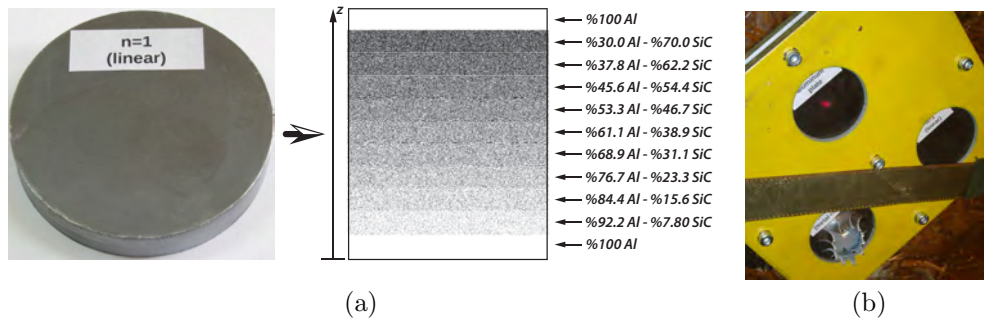 n=1
(linear)
z
%100 Al
%30.0 Al - %70.0 SiC
%37.8 Al - %62.2 SiC
%45.6 Al - %54.4 SiC
%53.3 Al - %46.7 SiC
%61.1 Al - %38.9 SiC
%68.9 Al - %31.1 SiC
%76.7 Al - %23.3 SiC
%84.4 Al - %15.6 SiC
%92.2 Al - %7.80 SiC
%100 Al
plate
(a)
(b)